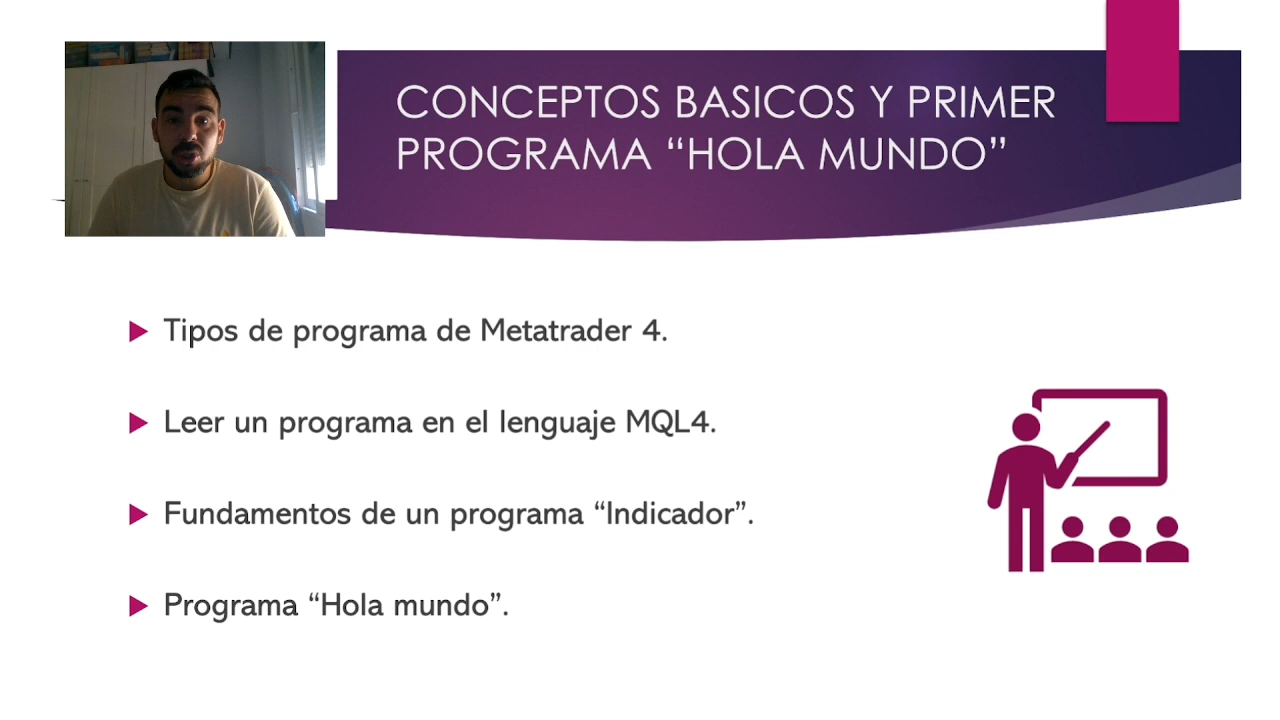 CONCEPTOS BASICOS Y PRIMER
PROGRAMA “HOLA MUNDO”
Tipos de programa de Metatrader 4.
Leer un programa en el lenguaje MQL4.
Fundamentos de un programa “Indicador”.
Programa “Hola mundo”.